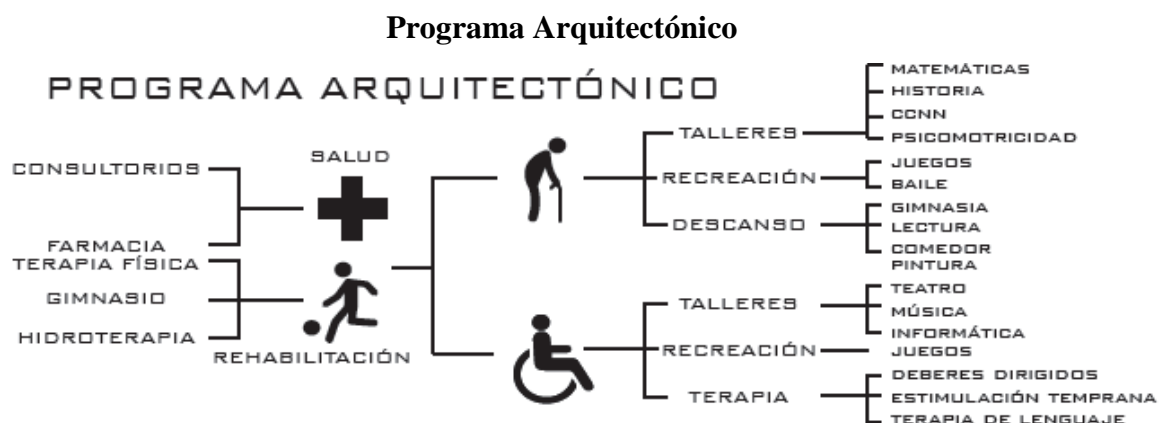 Programa Arquitectónico
PROGRAMA ARQUITECTÓNICO
CONSULTORIOS
FARMACIA
SALUD
TERAPIA FÍSICA
GIMNASIO
HIDROTERAPIA
REHABILITACIÓN
TALLERES
MATEMÁTICAS
HISTORIA
CCNN
PSICOMOTRICIDAD
RECREACIÓN
JUEGOS
BAILE
DESCANSO
GIMNASIA
LECTURA
COMEDOR
PINTURA
TALLERES
TEATRO
MÚSICA
INFORMÁTICA
RECREACIÓN
JUEGOS
TERAPIA
DEBERES DIRIGIDOS
ESTIMULACIÓN TEMPRANA
TERAPIA DE LENGUAJE